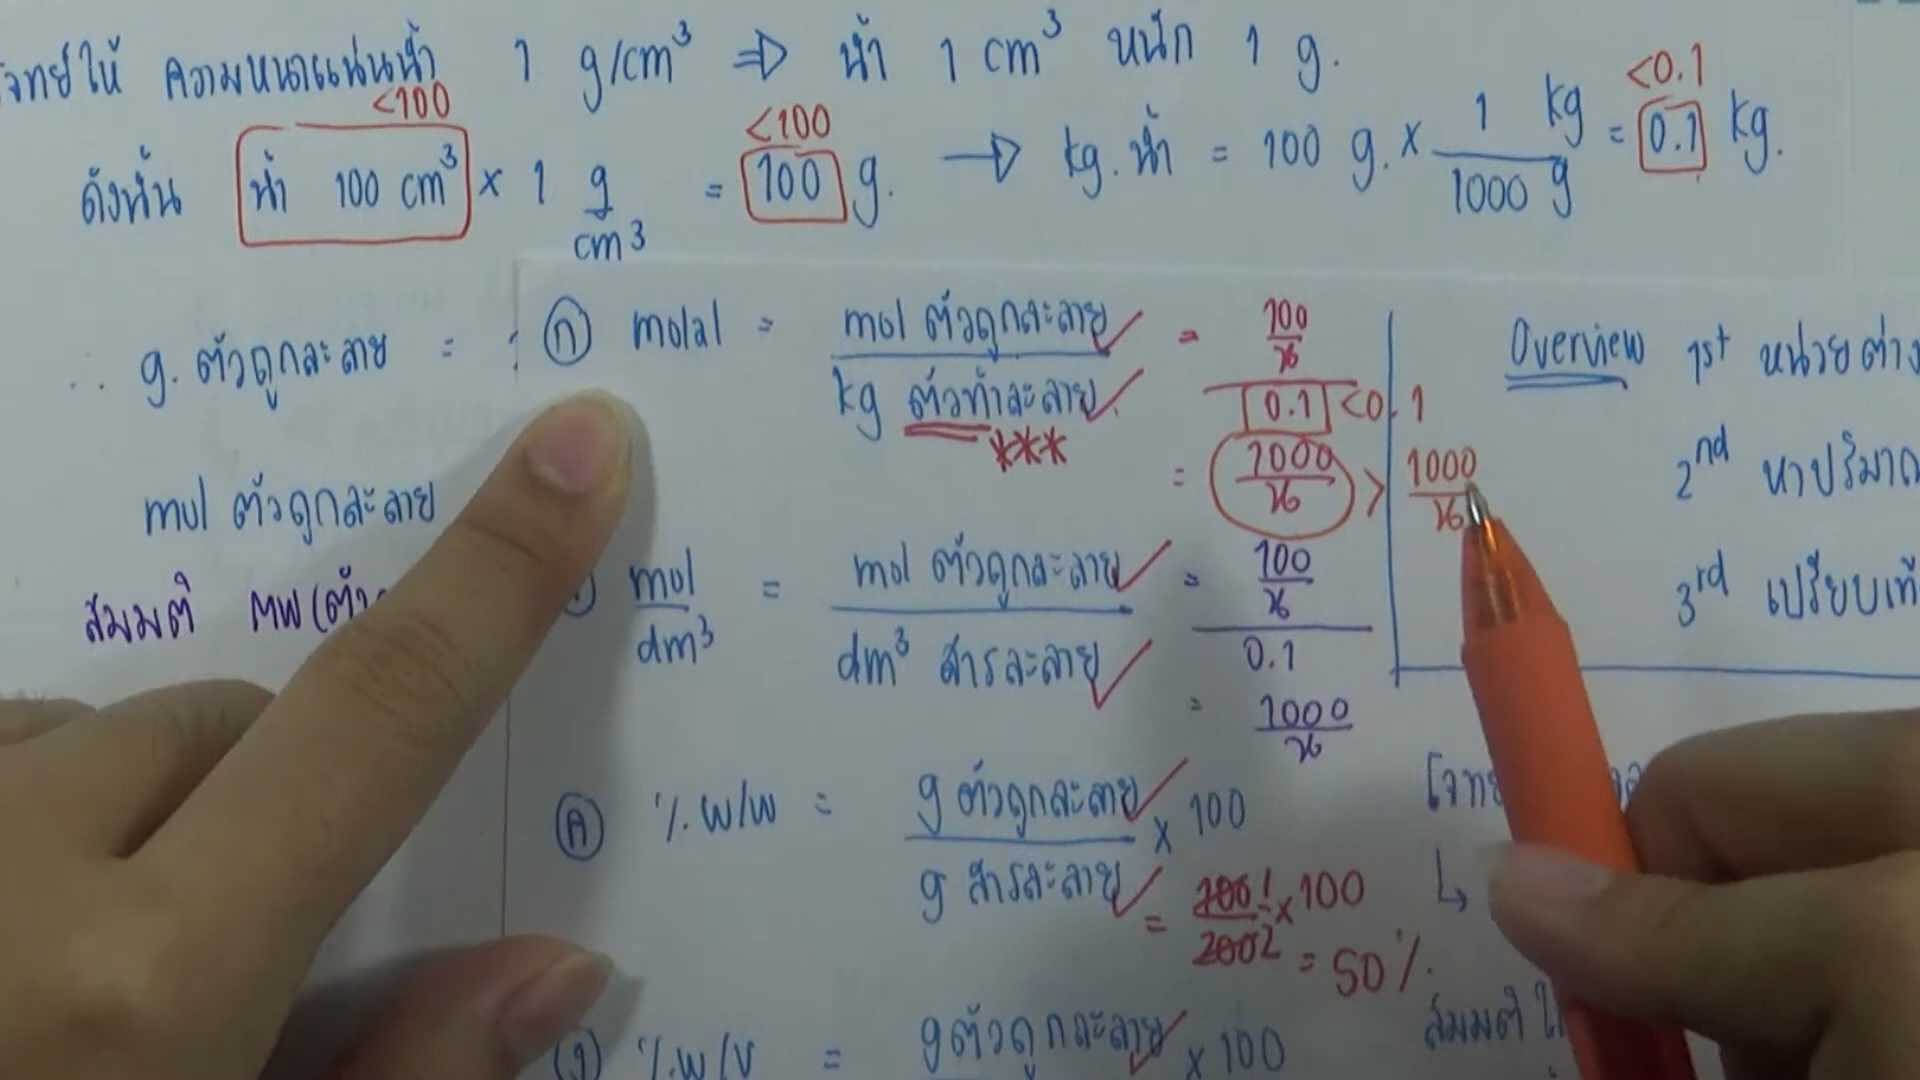 โจทย์ให้ ความหนาแน่นน้ำ 1 g/cm³ ⇒ น้ำ 1 cm³ หนัก 1 g.
<100 <100 <0.1
ดังนั้น น้ำ 100 cm³ × 1 g/cm³ = 100 g. → kg. น้ำ = 100 g. × 1 kg/1000 g = 0.1 kg.
∴ g. ตัวถูกละลาย =
mol ตัวถูกละลาย
สมมติ MW
ก molal = mol ตัวถูกละลาย/kg ตัวทำละลาย = 100/x/0.1 <0.1
***
= 1000/x > 1000/x
mol/dm³ = mol ตัวถูกละลาย/dm³ สารละลาย = 100/x/0.1
= 1000/x
ค %w/w = g ตัวถูกละลาย/g สารละลาย × 100
= 100 1/200 2 × 100
= 50%.
ง %w/v = g ตัวถูกละลาย × 100
Overview 1st หน่วยต่าง
2nd หาปริมาณ
3rd เปรียบเที
โจทย์
สมมติ